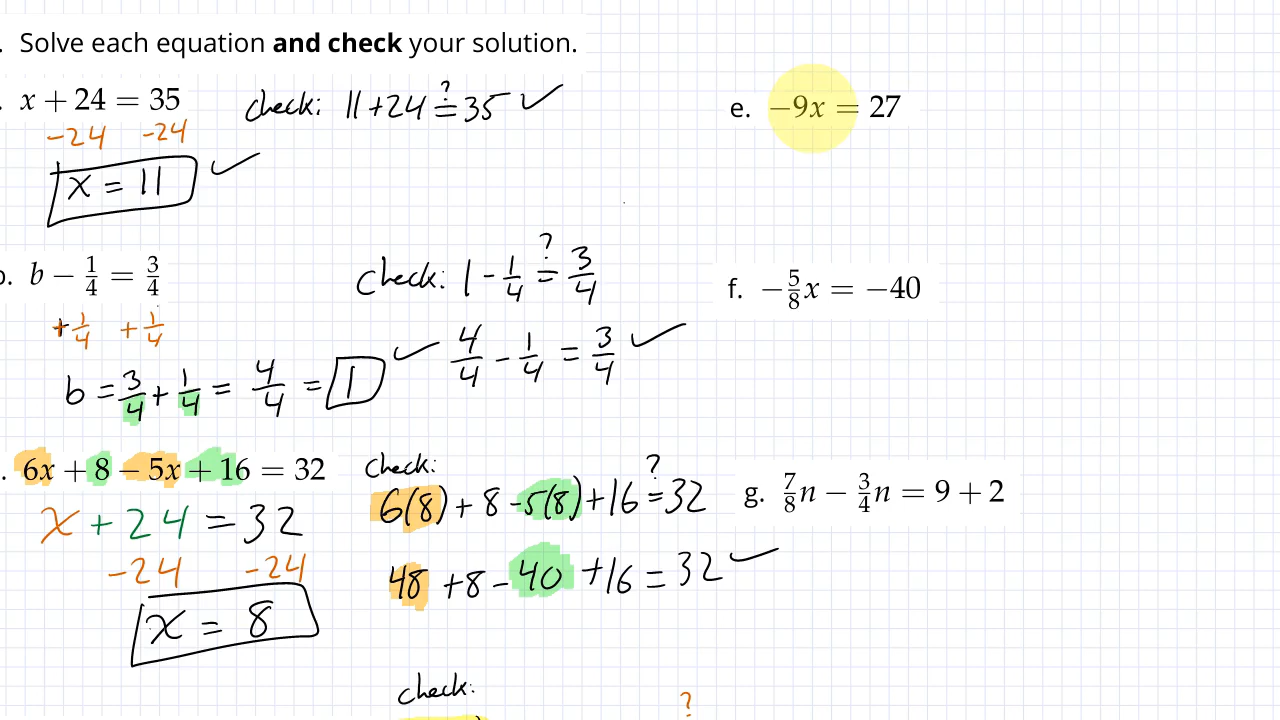 . Solve each equation and check your solution.
. x + 24 = 35
-24 -24
x = 11 ✓
check: 11 + 24 ≟ 35 ✓
b. b − 1/4 = 3/4
+1/4 +1/4
b = 3/4 + 1/4 = 4/4 = 1 ✓
check: 1 - 1/4 ≟ 3/4
4/4 - 1/4 = 3/4 ✓
. 6x + 8 − 5x + 16 = 32
x + 24 = 32
-24 -24
x = 8
check:
6(8) + 8 - 5(8) + 16 ≟ 32
48 + 8 - 40 + 16 = 32 ✓
check:
?
e. −9x = 27
f. −5/8x = −40
g. 7/8n − 3/4n = 9 + 2